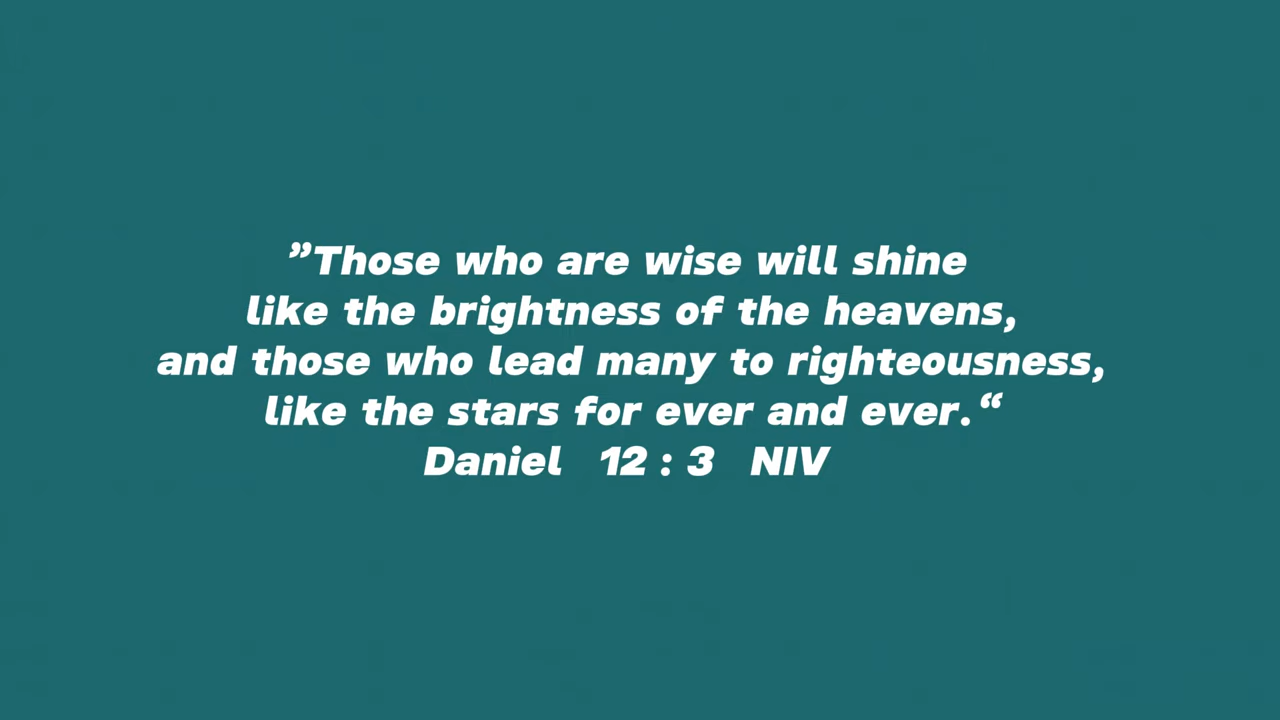 ”Those who are wise will shine
like the brightness of the heavens,
and those who lead many to righteousness,
like the stars for ever and ever.“
Daniel 12 : 3 NIV